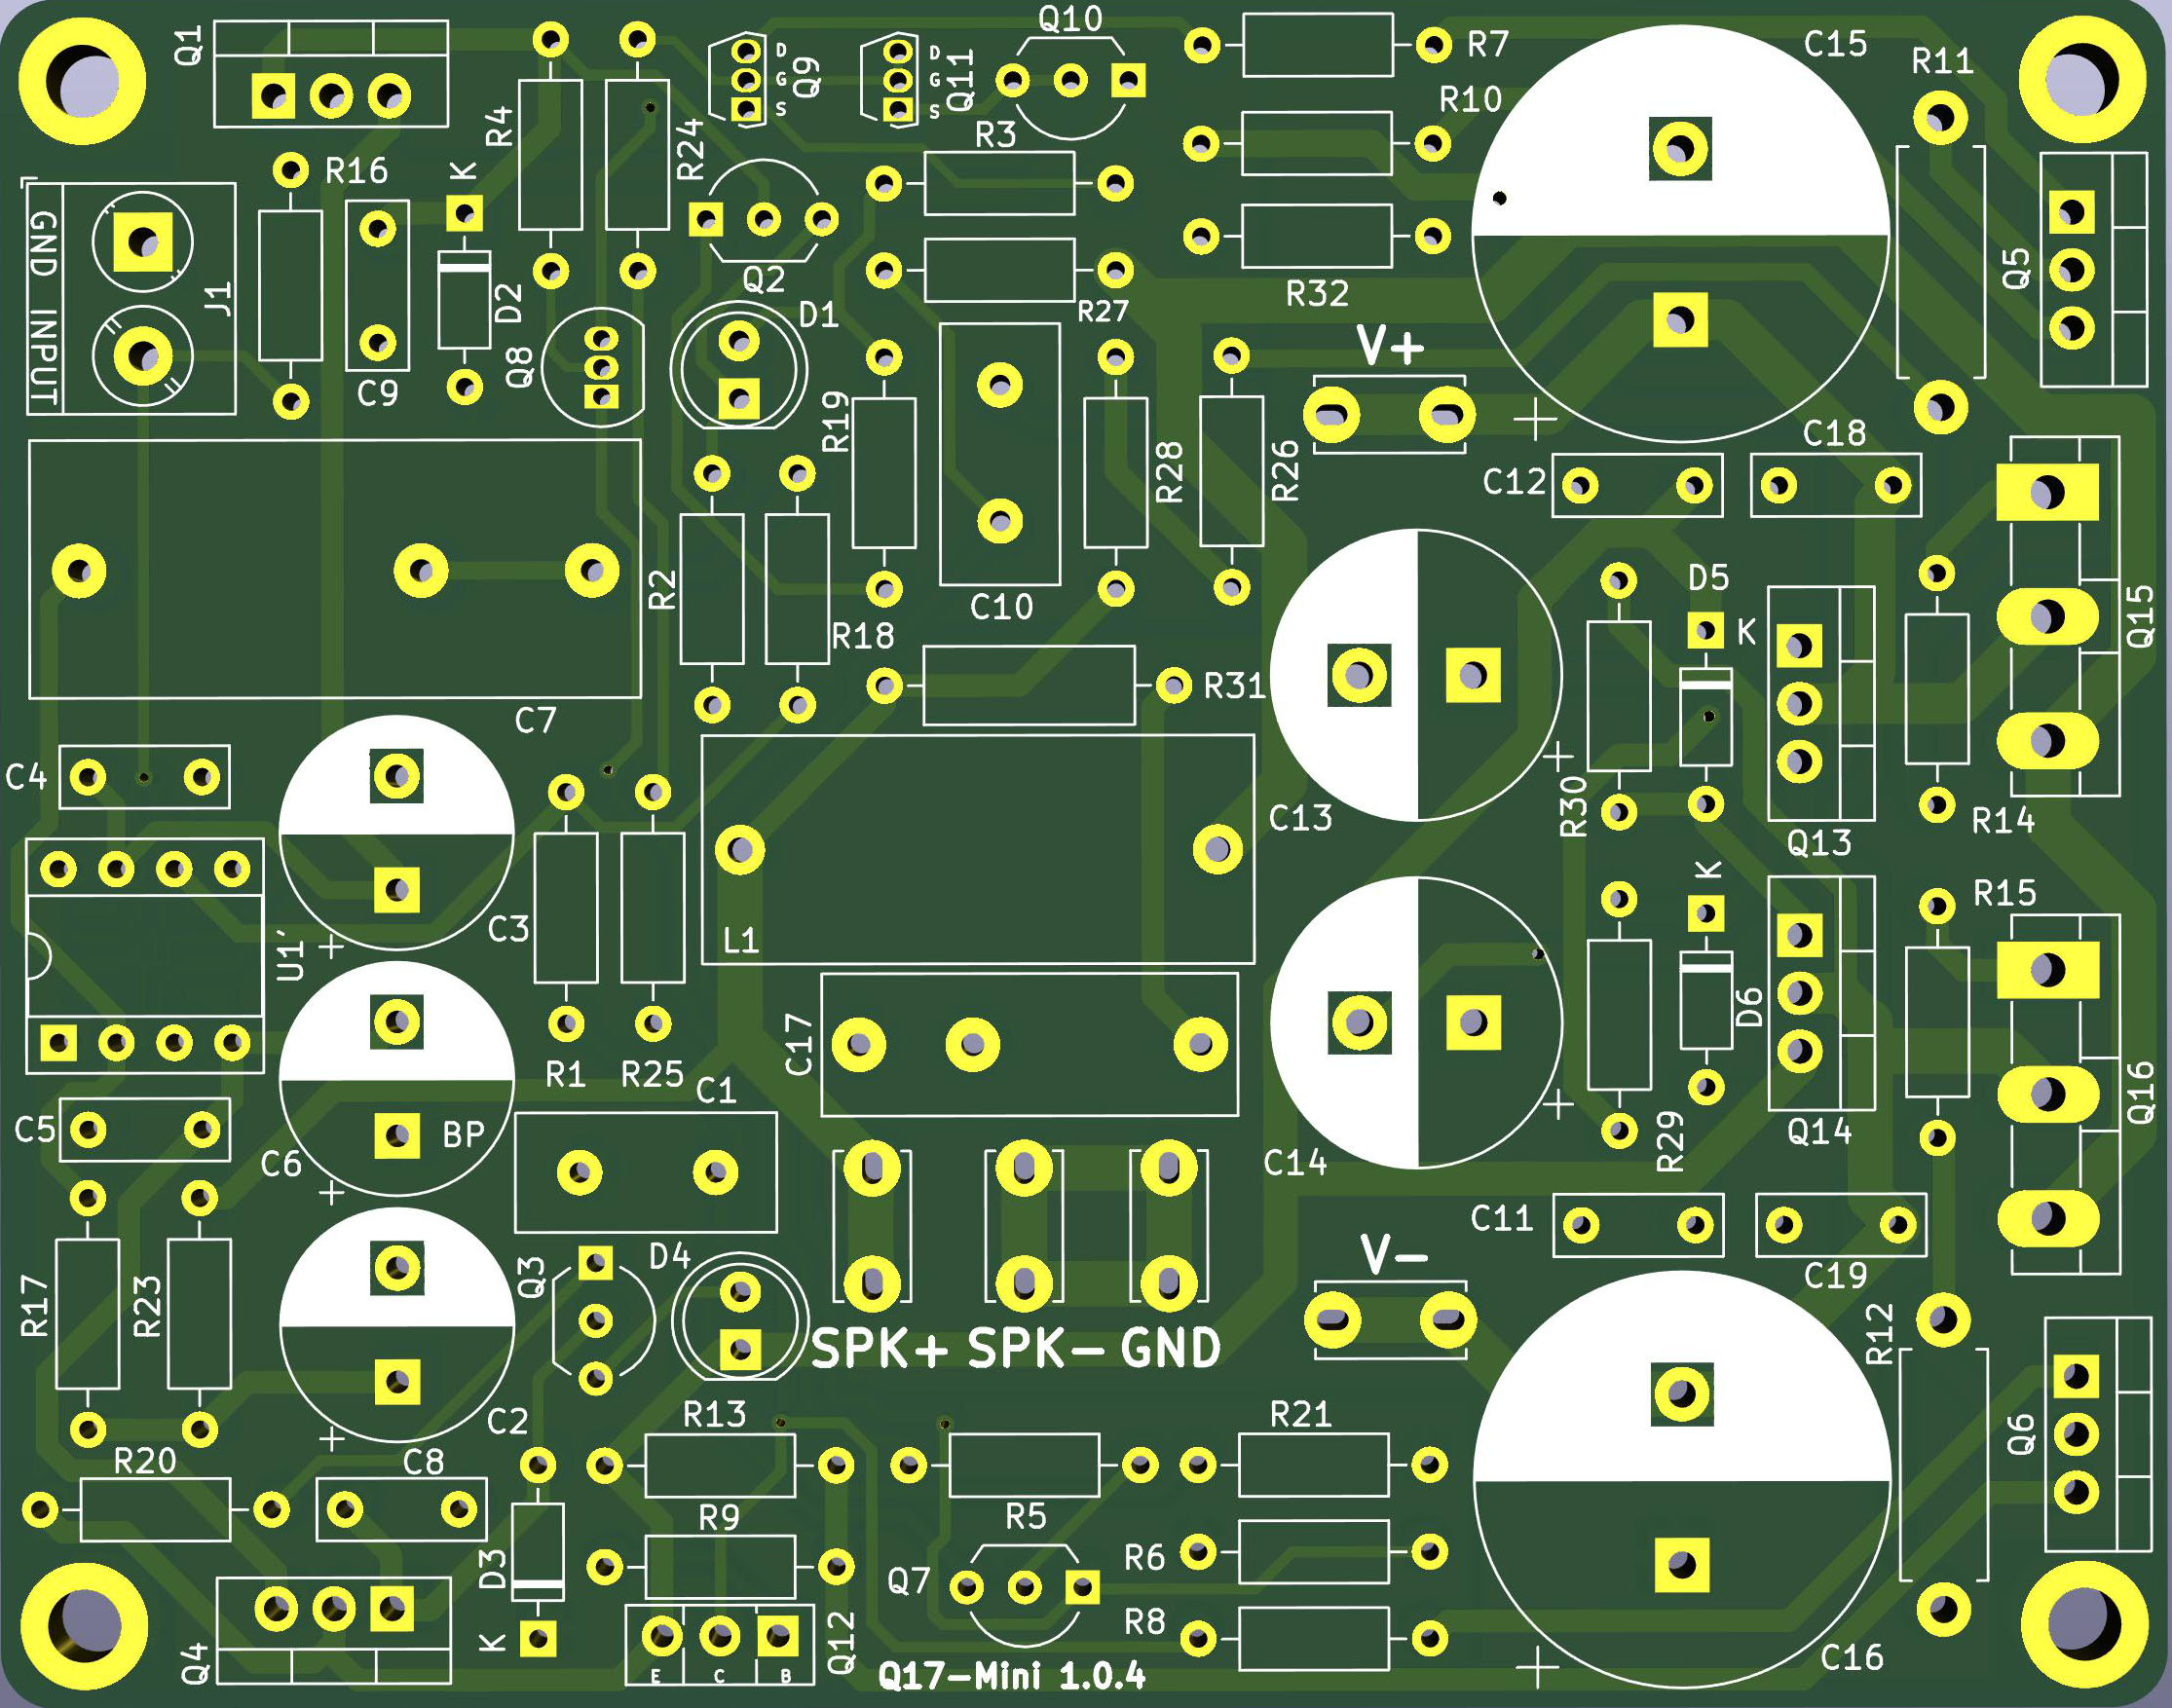 Q1
R4
R24
D
G
S
Q9
D
G
S
Q11
Q10
R7
C15
R11
R10
R3
R16
K
GND INPUT
J1
C9
D2
Q8
Q2
D1
R27
R32
V+
Q5
R19
R28
R26
C12
C18
C7
R2
R18
C10
R31
D5
K
Q15
C4
C13
R30
Q13
R14
K
R15
U1'
C3
L1
C17
D6
R1
R25
C1
C5
BP
C6
C14
R29
Q14
Q16
C11
C19
R17
R23
Q3
D4
V-
R12
SPK+ SPK- GND
C2
R13
R21
Q6
R20
C8
R9
R5
D3
Q7
R6
R8
Q4
K
E
C
B
Q12
Q17-Mini 1.0.4
C16